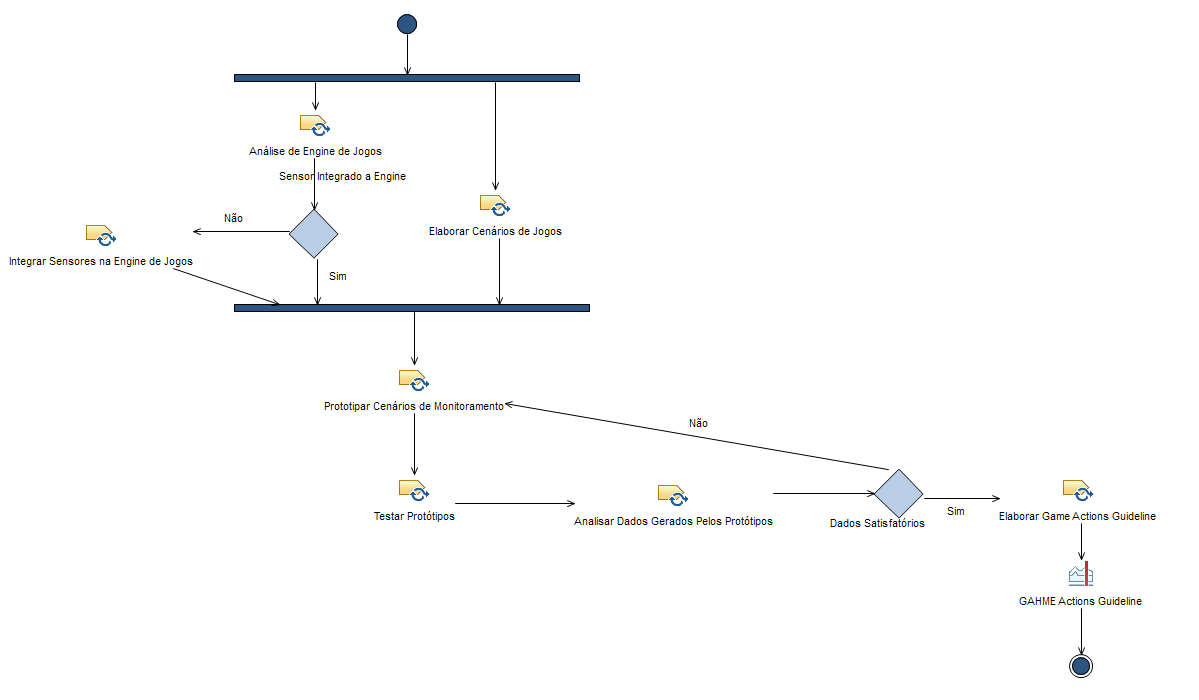 Análise de Engine de Jogos
Sensor Integrado a Engine
Não
Elaborar Cenários de Jogos
Integrar Sensores na Engine de Jogos
Sim
Prototipar Cenários de Monitoramento
Não
Testar Protótipos
Analisar Dados Gerados Pelos Protótipos
Dados Satisfatórios
Sim
Elaborar Game Actions Guideline
GAHME Actions Guideline